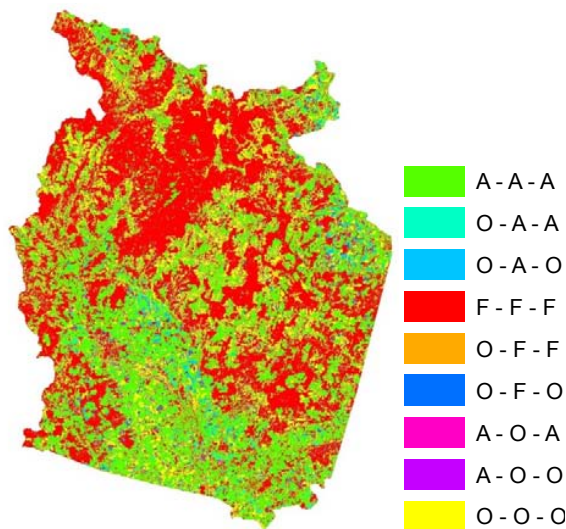 A - A - A
O - A - A
O - A - O
F - F - F
O - F - F
O - F - O
A - O - A
A - O - O
O - O - O